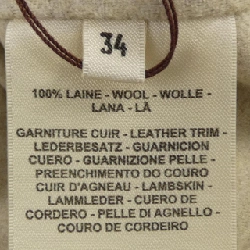 34
100% LAINE - WOOL - WOLLE -
LANA - LÃ
GARNITURE CUIR - LEATHER TRIM -
LEDERBESATZ - GUARNICION
CUERO - GUARNIZIONE PELLE -
PREENCHIMENTO DO COURO
CUIR D'AGNEAU - LAMBSKIN -
LAMMLEDER - CUERO DE
CORDERO - PELLE DI AGNELLO -
COURO DE CORDEIRO